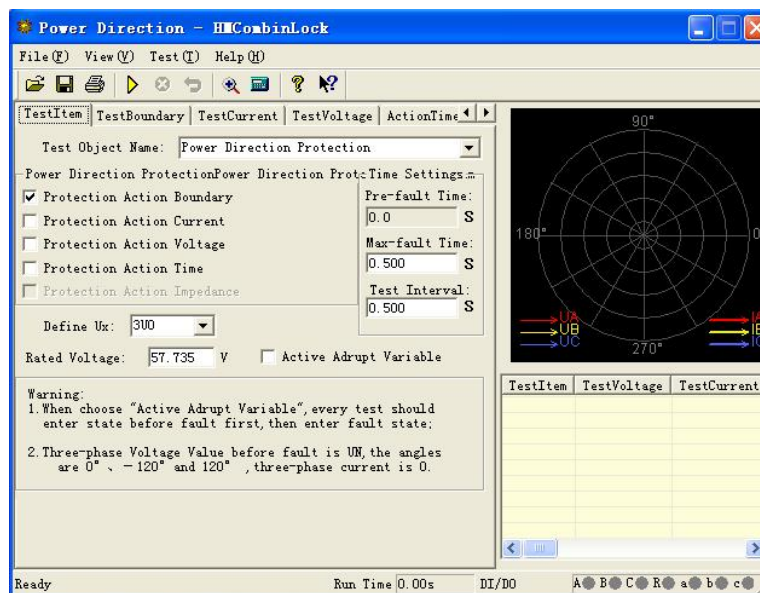 Power Direction - HMCombinLock
File(F) View(V) Test(T) Help(H)
TestItem TestBoundary TestCurrent TestVoltage ActionTime
Test Object Name: Power Direction Protection
Power Direction ProtectionPower Direction Prot
Protection Action Boundary
Protection Action Current
Protection Action Voltage
Protection Action Time
Protection Action Impedance
Time Settings
Pre-fault Time:
0.0 S
Max-fault Time:
0.500 S
Test Interval:
0.500 S
Define Ux: 3U0
Rated Voltage: 57.735 V Active Adrupt Variable
Warning:
1.When choose "Active Adrupt Variable", every test should
enter state before fault first, then enter fault state;
2.Three-phase Voltage Value before fault is UN, the angles
are 0°、-120° and 120° ,three-phase current is 0.
90°
180° 0
270°
UA IA
UB IB
UC IC
TestItem TestVoltage TestCurrent
Ready Run Time 0.00s DI/DO A B C R a b c